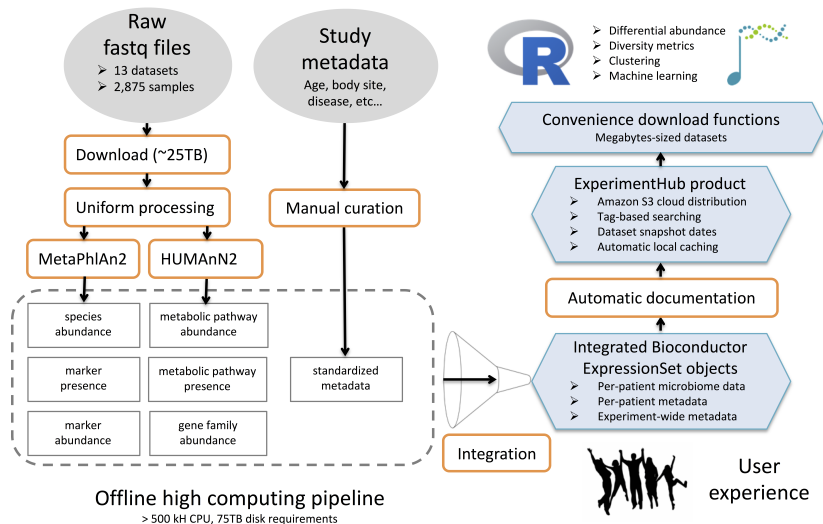 Raw
fastq files
➢ 13 datasets
➢ 2,875 samples
Study
metadata
Age, body site,
disease, etc…
Download (~25TB)
Uniform processing
Manual curation
MetaPhlAn2
HUMAnN2
species
abundance
metabolic pathway
abundance
marker
presence
metabolic pathway
presence
standardized
metadata
marker
abundance
gene family
abundance
Offline high computing pipeline
> 500 kH CPU, 75TB disk requirements
Integration
R
➢ Differential abundance
➢ Diversity metrics
➢ Clustering
➢ Machine learning
Convenience download functions
Megabytes-sized datasets
ExperimentHub product
➢ Amazon S3 cloud distribution
➢ Tag-based searching
➢ Dataset snapshot dates
➢ Automatic local caching
Automatic documentation
Integrated Bioconductor
ExpressionSet objects
➢ Per-patient microbiome data
➢ Per-patient metadata
➢ Experiment-wide metadata
User
experience